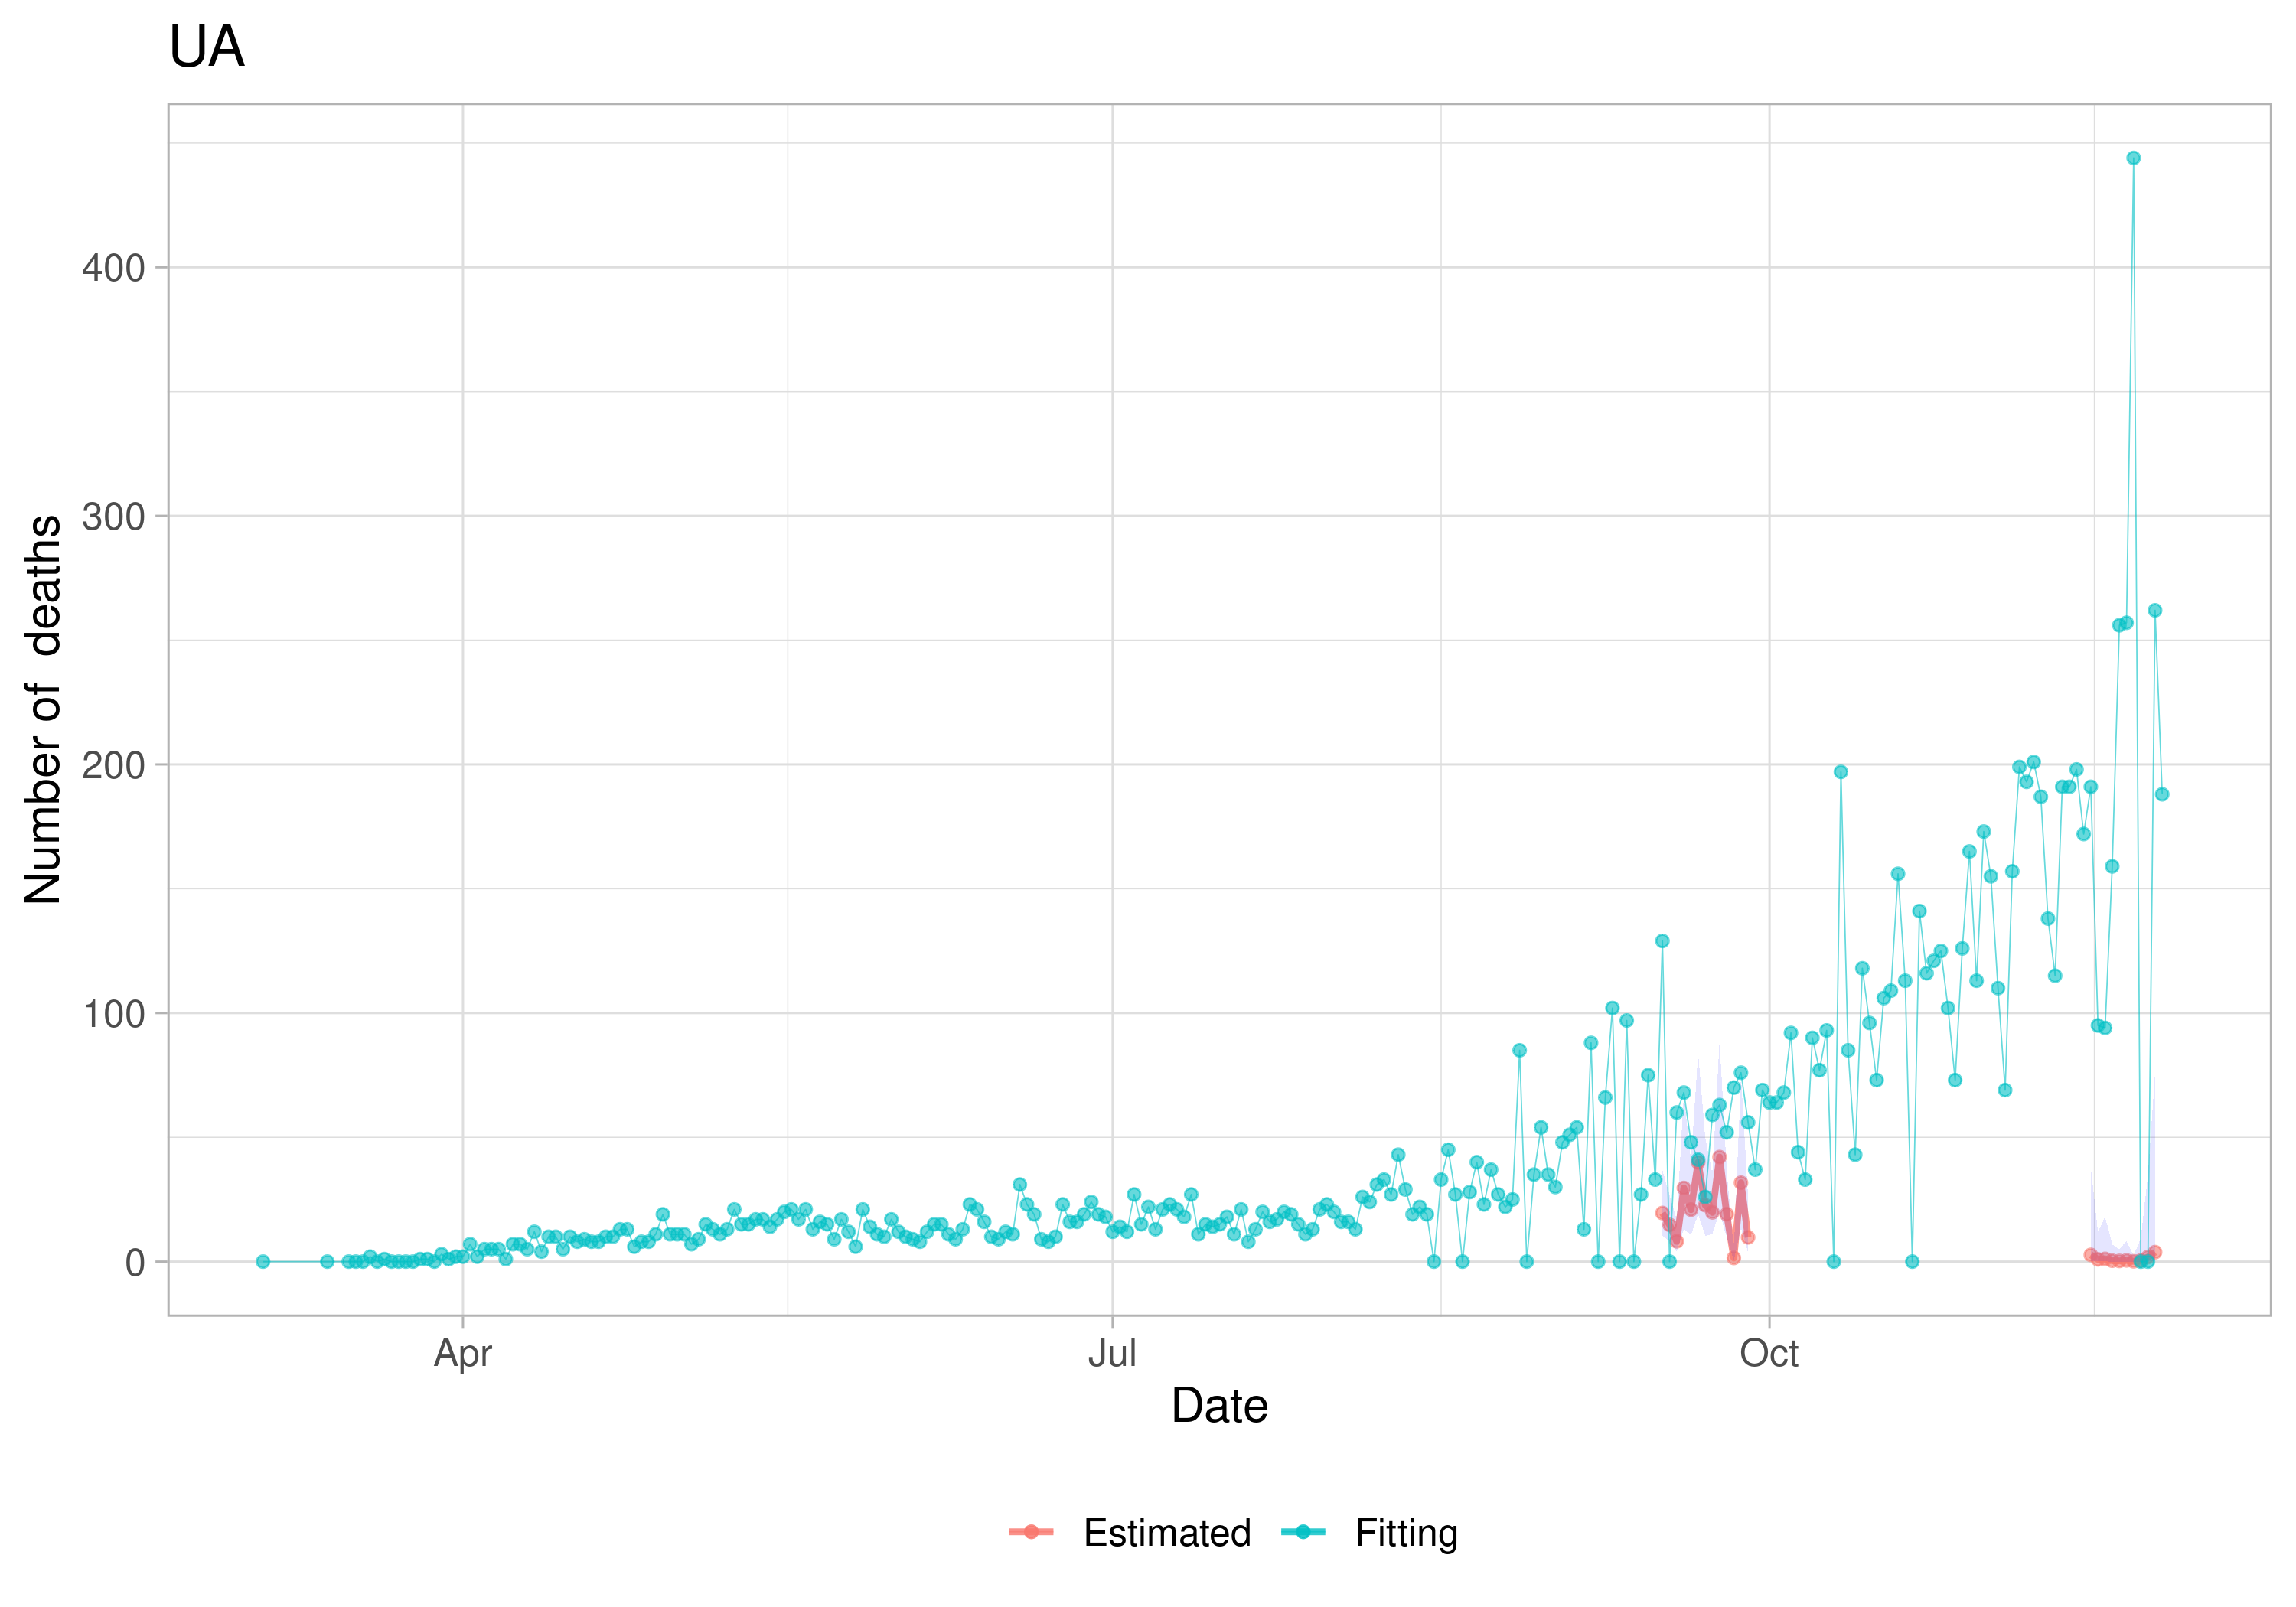 UA
Number of  deaths
400
300
200
100
0
Apr
Jul
Oct
Date
Estimated
Fitting